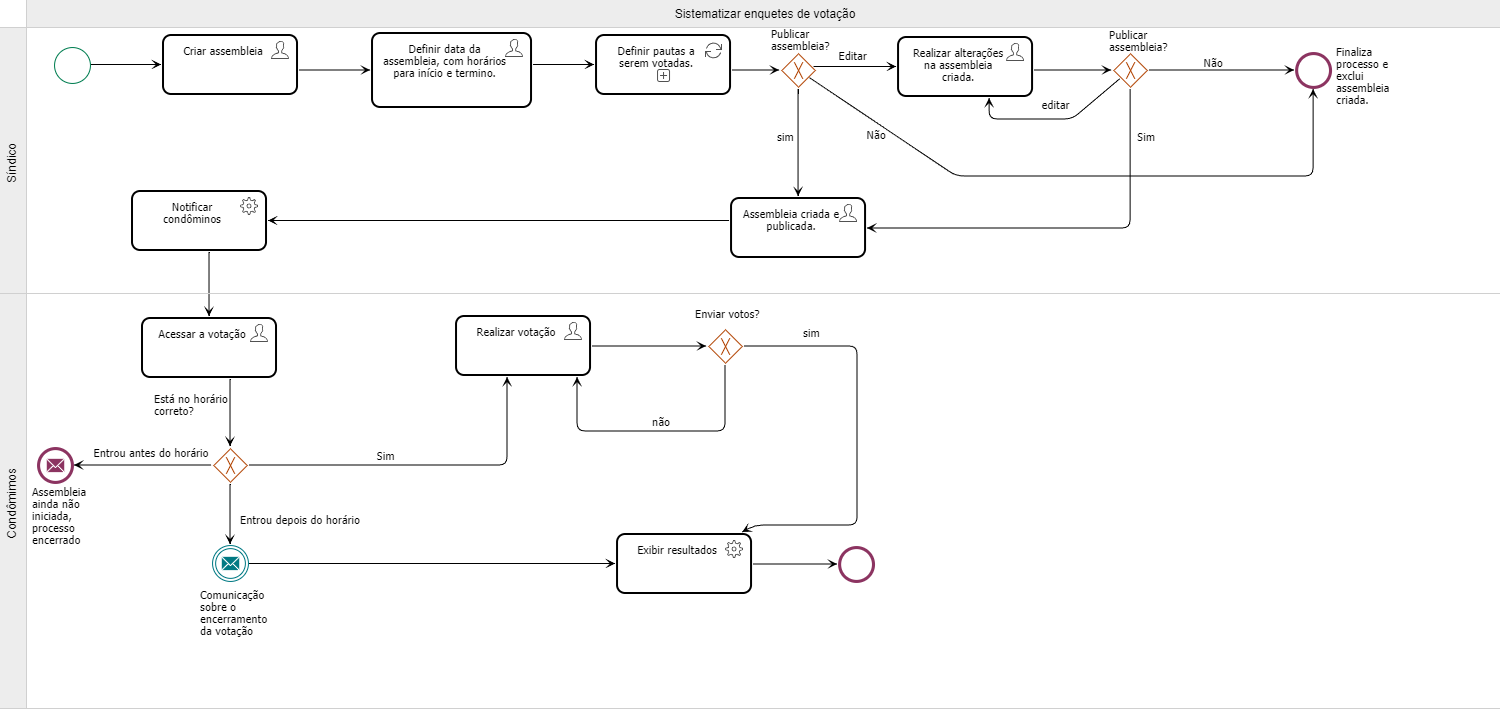 Sistematizar enquetes de votação
Síndico
Criar assembleia
Definir data da
assembleia, com horários
para início e termino.
Definir pautas a
serem votadas.
Publicar
assembleia?
Editar
Realizar alterações
na assembleia
criada.
Publicar
assembleia?
Não
Finaliza
processo e
exclui
assembleia
criada.
editar
sim
Não
Sim
Notificar
condôminos
Assembleia criada e
publicada.
Condômimos
Acessar a votação
Realizar votação
Enviar votos?
sim
Está no horário
correto?
não
Entrou antes do horário
Sim
Assembleia
ainda não
iniciada,
processo
encerrado
Entrou depois do horário
Exibir resultados
Comunicação
sobre o
encerramento
da votação